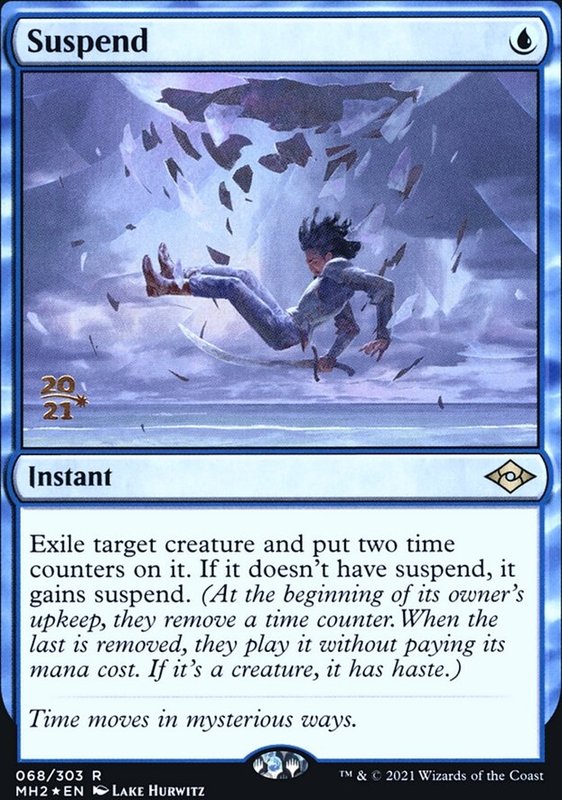 Suspend
20
21
Instant
Exile target creature and put two time
counters on it. If it doesn't have suspend, it
gains suspend. (At the beginning of its owner's
upkeep, they remove a time counter. When the
last is removed, they play it without paying its
mana cost. If it's a creature, it has haste.)
Time moves in mysterious ways.
068/303 R
MH2★EN Lake Hurwitz
™ & © 2021 Wizards of the Coast